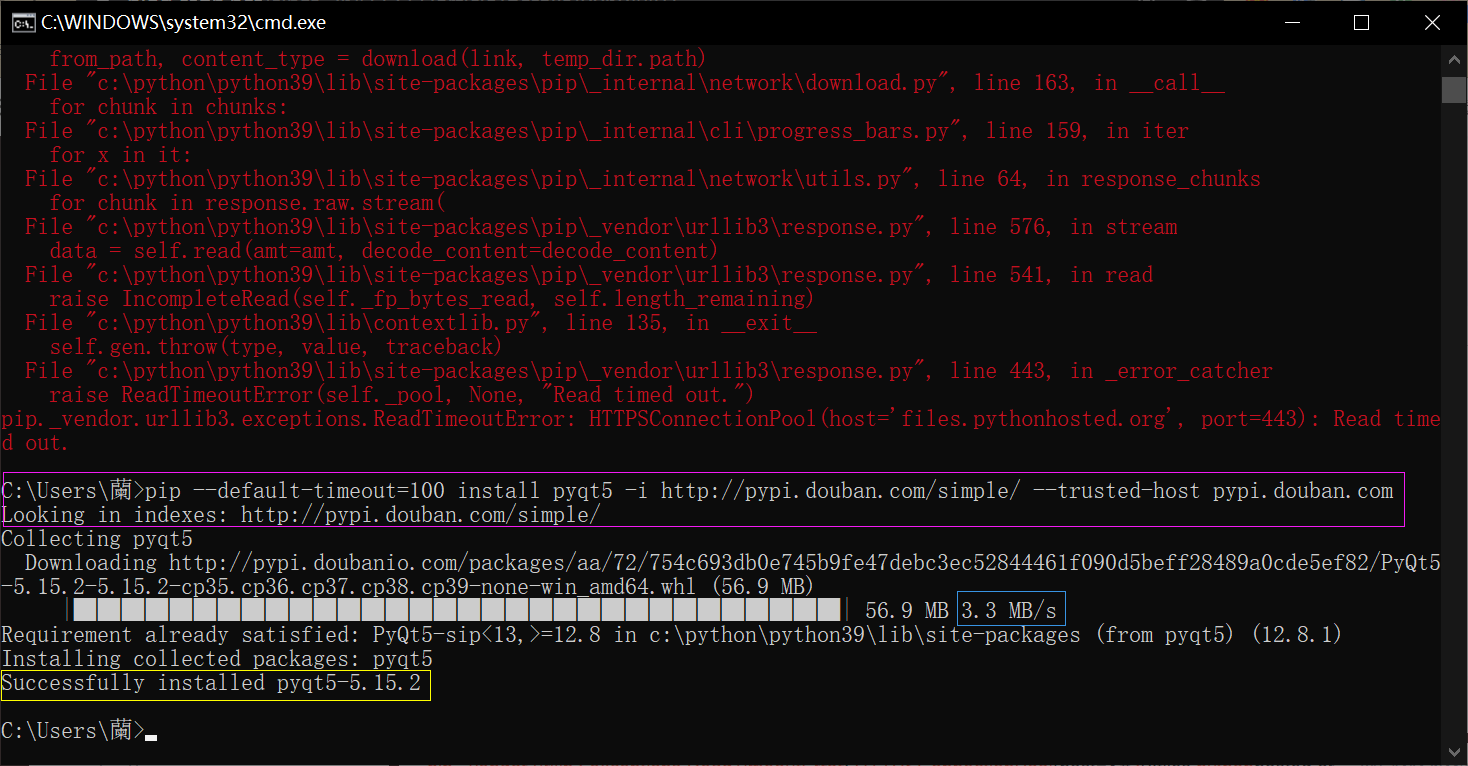 C:\WINDOWS\system32\cmd.exe
from_path, content_type = download(link, temp_dir.path)
File "c:\python\python39\lib\site-packages\pip\_internal\network\download.py", line 163, in __call__
for chunk in chunks:
File "c:\python\python39\lib\site-packages\pip\_internal\cli\progress_bars.py", line 159, in iter
for x in it:
File "c:\python\python39\lib\site-packages\pip\_internal\network\utils.py", line 64, in response_chunks
for chunk in response.raw.stream(
File "c:\python\python39\lib\site-packages\pip\_vendor\urllib3\response.py", line 576, in stream
data = self.read(amt=amt, decode_content=decode_content)
File "c:\python\python39\lib\site-packages\pip\_vendor\urllib3\response.py", line 541, in read
raise IncompleteRead(self._fp_bytes_read, self.length_remaining)
File "c:\python\python39\lib\contextlib.py", line 135, in __exit__
self.gen.throw(type, value, traceback)
File "c:\python\python39\lib\site-packages\pip\_vendor\urllib3\response.py", line 443, in _error_catcher
raise ReadTimeoutError(self._pool, None, "Read timed out.")
pip._vendor.urllib3.exceptions.ReadTimeoutError: HTTPSConnectionPool(host='files.pythonhosted.org', port=443): Read time
d out.
C:\Users\蘭>pip --default-timeout=100 install pyqt5 -i http://pypi.douban.com/simple/ --trusted-host pypi.douban.com
Looking in indexes: http://pypi.douban.com/simple/
Collecting pyqt5
Downloading http://pypi.doubanio.com/packages/aa/72/754c693db0e745b9fe47debc3ec52844461f090d5beff28489a0cde5ef82/PyQt5
-5.15.2-5.15.2-cp35.cp36.cp37.cp38.cp39-none-win_amd64.whl (56.9 MB)
56.9 MB 3.3 MB/s
Requirement already satisfied: PyQt5-sip<13,>=12.8 in c:\python\python39\lib\site-packages (from pyqt5) (12.8.1)
Installing collected packages: pyqt5
Successfully installed pyqt5-5.15.2
C:\Users\蘭>